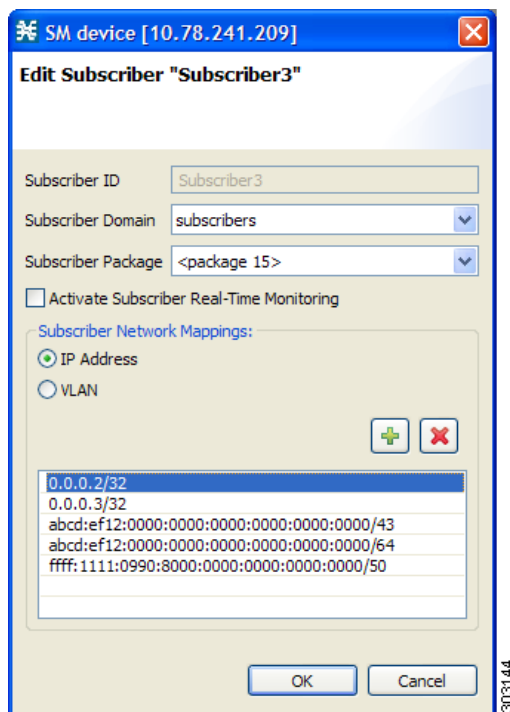 SM device [10.78.241.209]
Edit Subscriber "Subscriber3"
Subscriber ID Subscriber3
Subscriber Domain subscribers
Subscriber Package <package 15>
Activate Subscriber Real-Time Monitoring
Subscriber Network Mappings:
IP Address
VLAN
0.0.0.2/32
0.0.0.3/32
abcd:ef12:0000:0000:0000:0000:0000:0000/43
abcd:ef12:0000:0000:0000:0000:0000:0000/64
ffff:1111:0990:8000:0000:0000:0000:0000/50
OK Cancel
303144